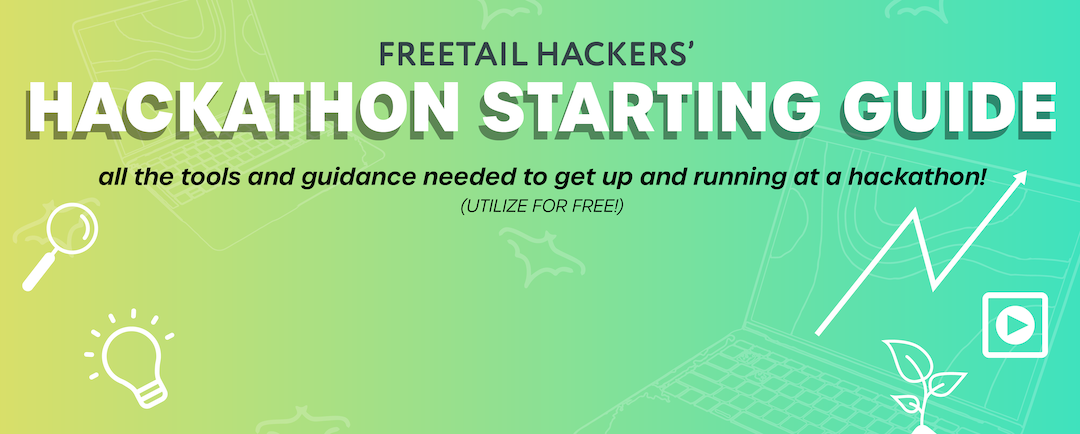 FREETAIL HACKERS’
HACKATHON STARTING GUIDE
all the tools and guidance needed to get up and running at a hackathon!
(UTILIZE FOR FREE!)